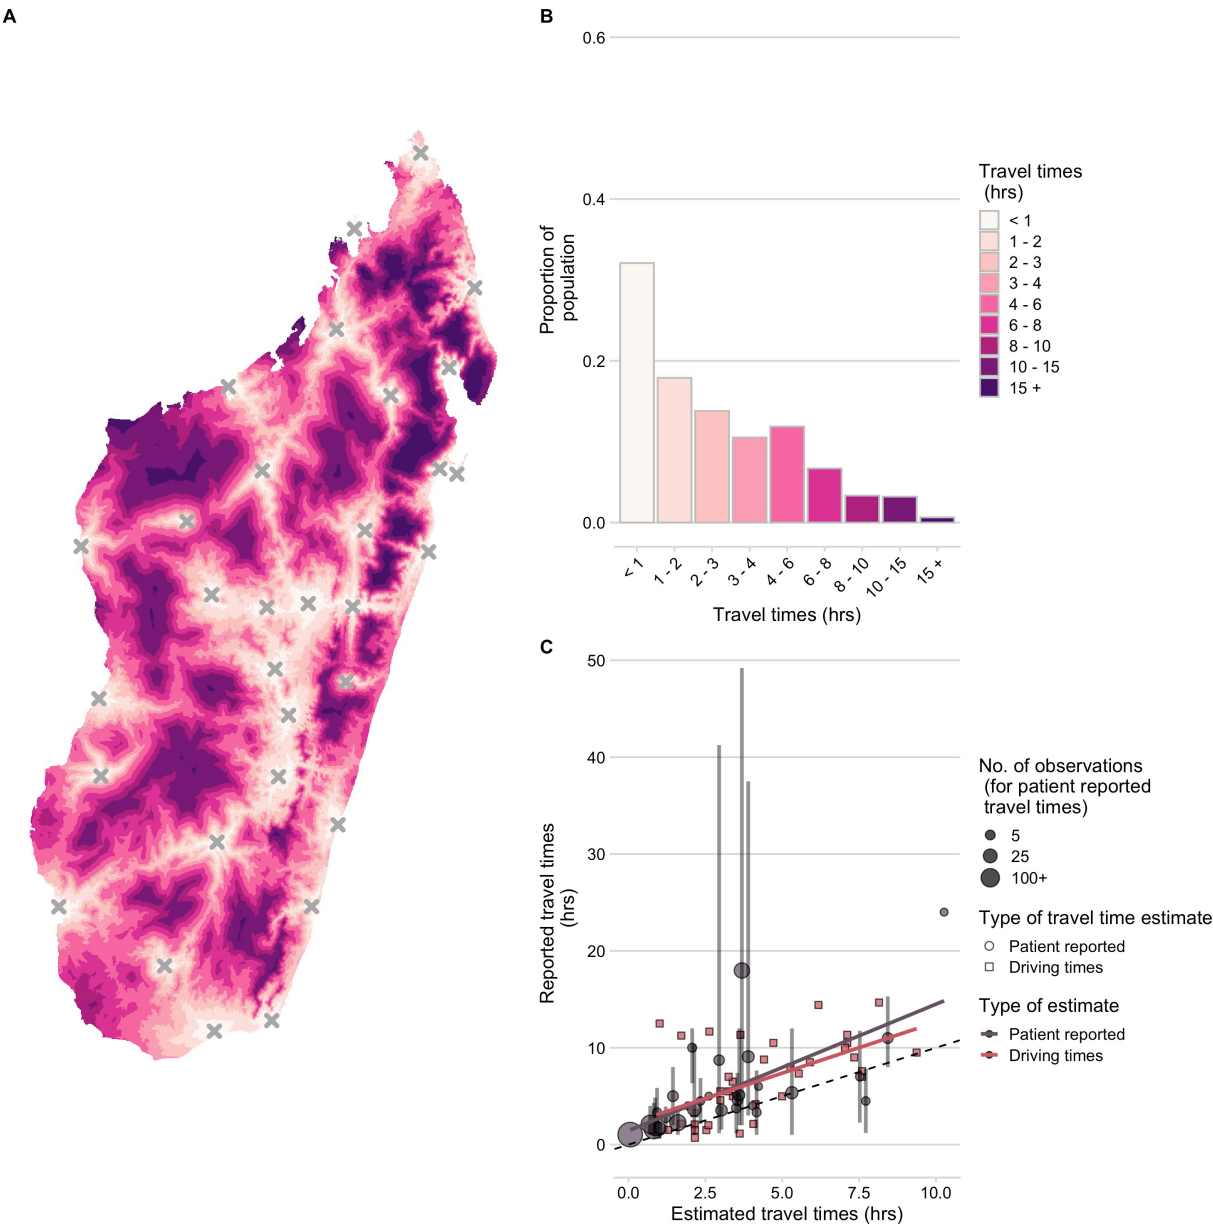 A
B
0.6
0.4
0.2
0.0
Proportion of
population
< 1
1 - 2
2 - 3
3 - 4
4 - 6
6 - 8
8 - 10
10 - 15
15 +
Travel times (hrs)
Travel times
(hrs)
< 1
1 - 2
2 - 3
3 - 4
4 - 6
6 - 8
8 - 10
10 - 15
15 +
C
50
40
30
20
10
0
Reported travel times
(hrs)
0.0
2.5
5.0
7.5
10.0
Estimated travel times (hrs)
No. of observations
(for patient reported
travel times)
5
25
100+
Type of travel time estimate
Patient reported
Driving times
Type of estimate
Patient reported
Driving times